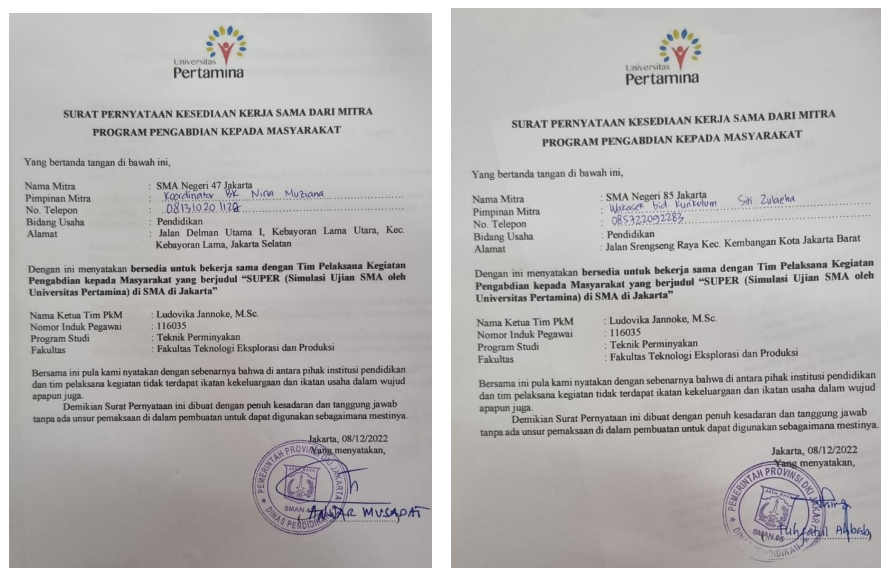 Universitas
Pertamina
SURAT PERNYATAAN KESEDIAAN KERJA SAMA DARI MITRA
PROGRAM PENGABDIAN KEPADA MASYARAKAT
Yang bertanda tangan di bawah ini,
Nama Mitra : SMA Negeri 47 Jakarta
Pimpinan Mitra : Koordinator BK Nina Muziana
No. Telepon :
Bidang Usaha : Pendidikan
Alamat : Jalan Delman Utama I, Kebayoran Lama Utara, Kec.
Kebayoran Lama, Jakarta Selatan
Dengan ini menyatakan bersedia untuk bekerja sama dengan Tim Pelaksana Kegiatan
Pengabdian kepada Masyarakat yang berjudul “SUPER (Simulasi Ujian SMA oleh
Universitas Pertamina) di SMA di Jakarta”
Nama Ketua Tim PkM : Ludovika Jannoke, M.Sc.
Nomor Induk Pegawai : 116035
Program Studi : Teknik Perminyakan
Fakultas : Fakultas Teknologi Eksplorasi dan Produksi
Bersama ini pula kami nyatakan dengan sebenarnya bahwa di antara pihak institusi pendidikan
dan tim pelaksana kegiatan tidak terdapat ikatan kekeluargaan dan ikatan usaha dalam wujud
apapun juga.
Demikian Surat Pernyataan ini dibuat dengan penuh kesadaran dan tanggung jawab
tanpa ada unsur pemaksaan di dalam pembuatan untuk dapat digunakan sebagaimana mestinya.
Jakarta, 08/12/2022
Yang menyatakan,
PEMERINTAH PROVINSI DKI JAKARTA
SMAN
DINAS PENDIDIKAN
MUSADAT
Universitas
Pertamina
SURAT PERNYATAAN KESEDIAAN KERJA SAMA DARI MITRA
PROGRAM PENGABDIAN KEPADA MASYARAKAT
Yang bertanda tangan di bawah ini,
Nama Mitra : SMA Negeri 85 Jakarta
Pimpinan Mitra : Wakasek bid. Kurikulum Siti Zulaeha
No. Telepon : 085722092283
Bidang Usaha : Pendidikan
Alamat : Jalan Srengseng Raya Kec. Kembangan Kota Jakarta Barat
Dengan ini menyatakan bersedia untuk bekerja sama dengan Tim Pelaksana Kegiatan
Pengabdian kepada Masyarakat yang berjudul “SUPER (Simulasi Ujian SMA oleh
Universitas Pertamina) di SMA di Jakarta”
Nama Ketua Tim PkM : Ludovika Jannoke, M.Sc.
Nomor Induk Pegawai : 116035
Program Studi : Teknik Perminyakan
Fakultas : Fakultas Teknologi Eksplorasi dan Produksi
Bersama ini pula kami nyatakan dengan sebenarnya bahwa di antara pihak institusi pendidikan
dan tim pelaksana kegiatan tidak terdapat ikatan kekeluargaan dan ikatan usaha dalam wujud
apapun juga.
Demikian Surat Pernyataan ini dibuat dengan penuh kesadaran dan tanggung jawab
tanpa ada unsur pemaksaan di dalam pembuatan untuk dapat digunakan sebagaimana mestinya.
Jakarta, 08/12/2022
Yang menyatakan,
PEMERINTAH PROVINSI DKI JAKARTA
SMAN 85
Tuhfatul Ahbab